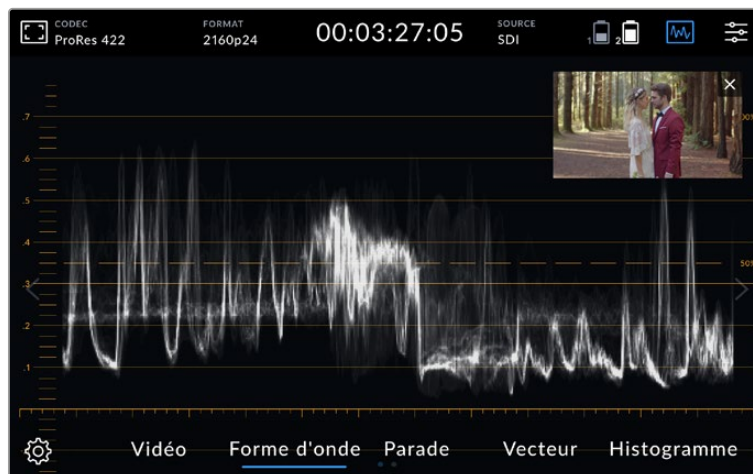 CODEC
ProRes 422
FORMAT
2160p24
00:03:27:05
SOURCE
SDI
1 2
.7
.6
.5
.4
50%
.3
.2
.1
Vidéo Forme d'onde Parade Vecteur Histogramme